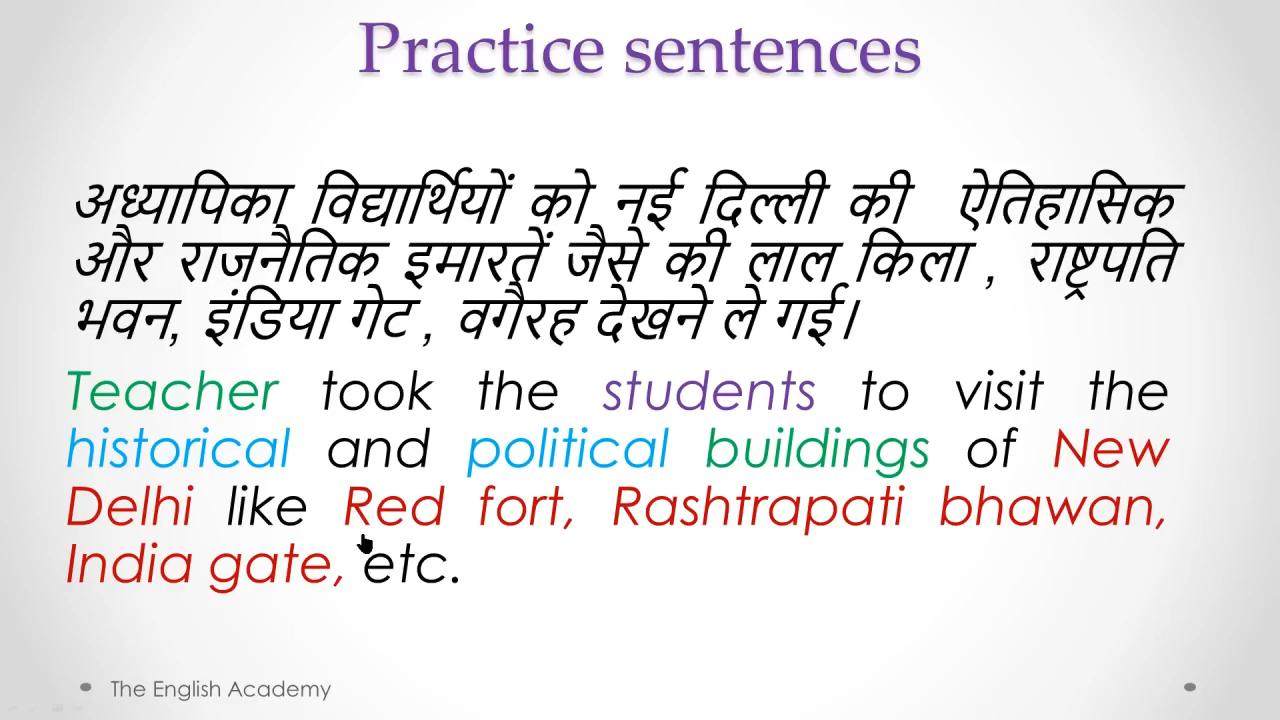 Practice sentences
अध्यापिका विद्यार्थियों को नई दिल्ली की ऐतिहासिक
और राजनैतिक इमारतें जैसे की लाल किला , राष्ट्रपति
भवन, इंडिया गेट , वगैरह देखने ले गई।
Teacher took the students to visit the
historical and political buildings of New
Delhi like Red fort, Rashtrapati bhawan,
India gate, etc.
The English Academy